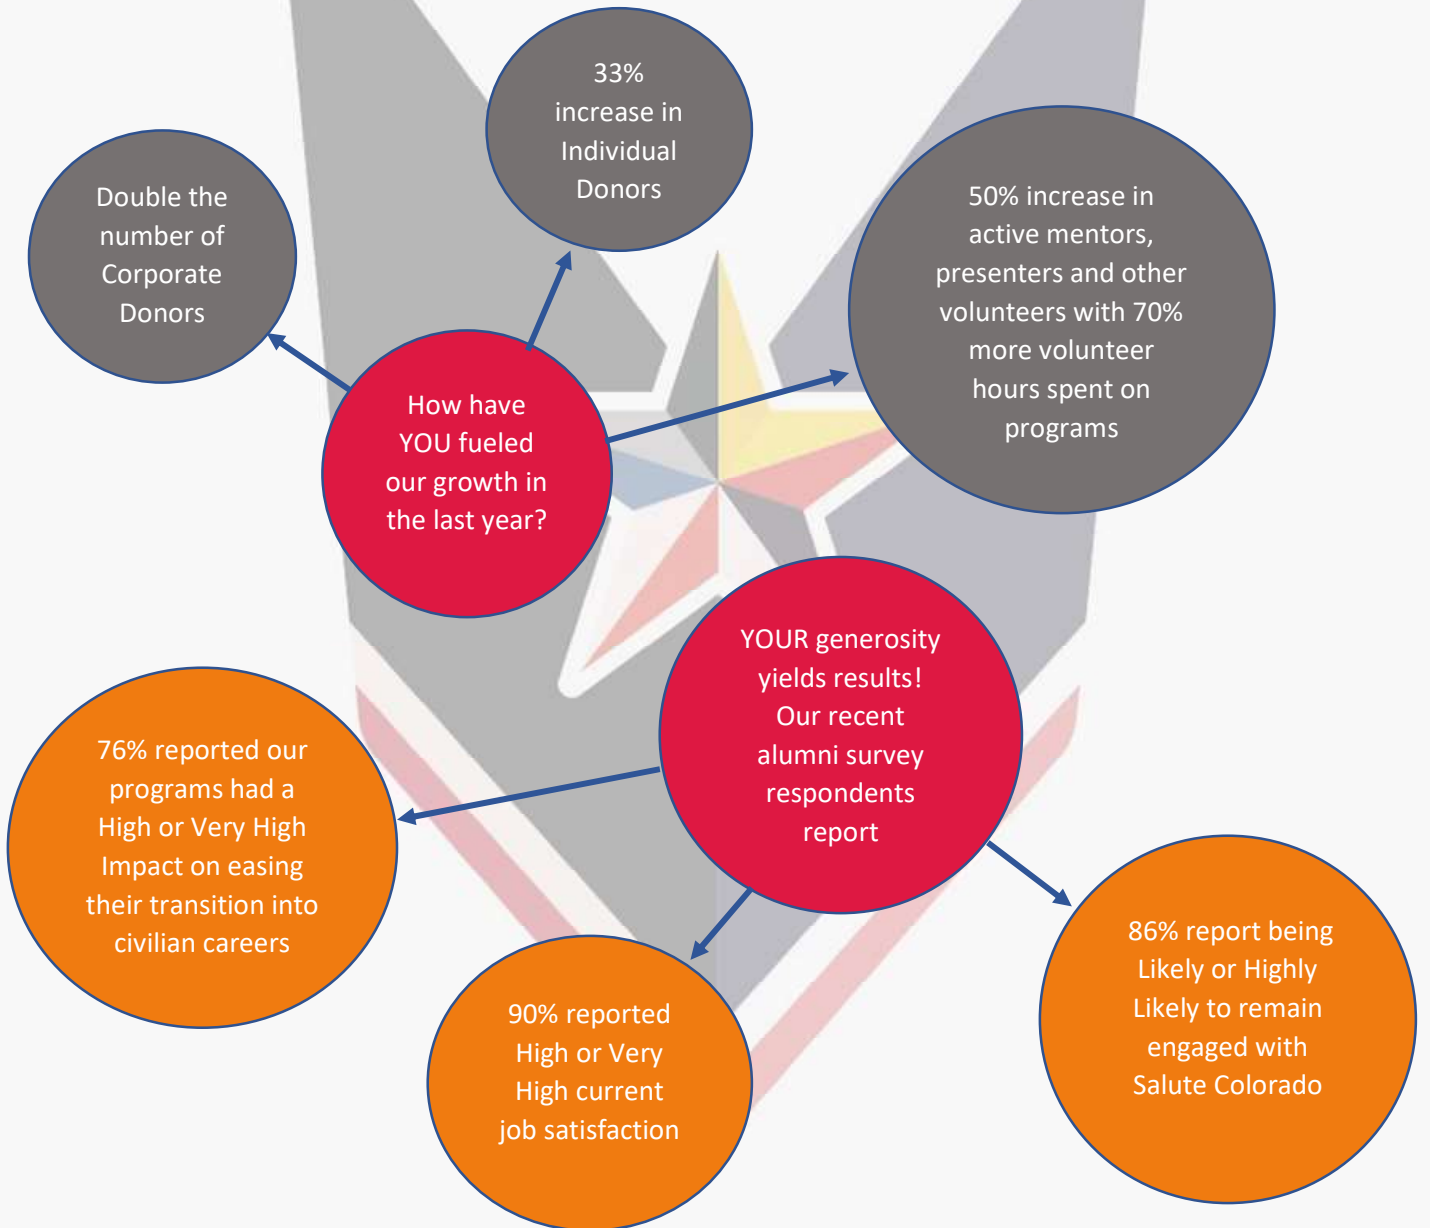 33%
increase in
Individual
Donors
Double the
number of
Corporate
Donors
50% increase in
active mentors,
presenters and other
volunteers with 70%
more volunteer
hours spent on
programs
How have
YOU fueled
our growth in
the last year?
YOUR generosity
yields results!
Our recent
alumni survey
respondents
report
76% reported our
programs had a
High or Very High
Impact on easing
their transition into
civilian careers
90% reported
High or Very
High current
job satisfaction
86% report being
Likely or Highly
Likely to remain
engaged with
Salute Colorado